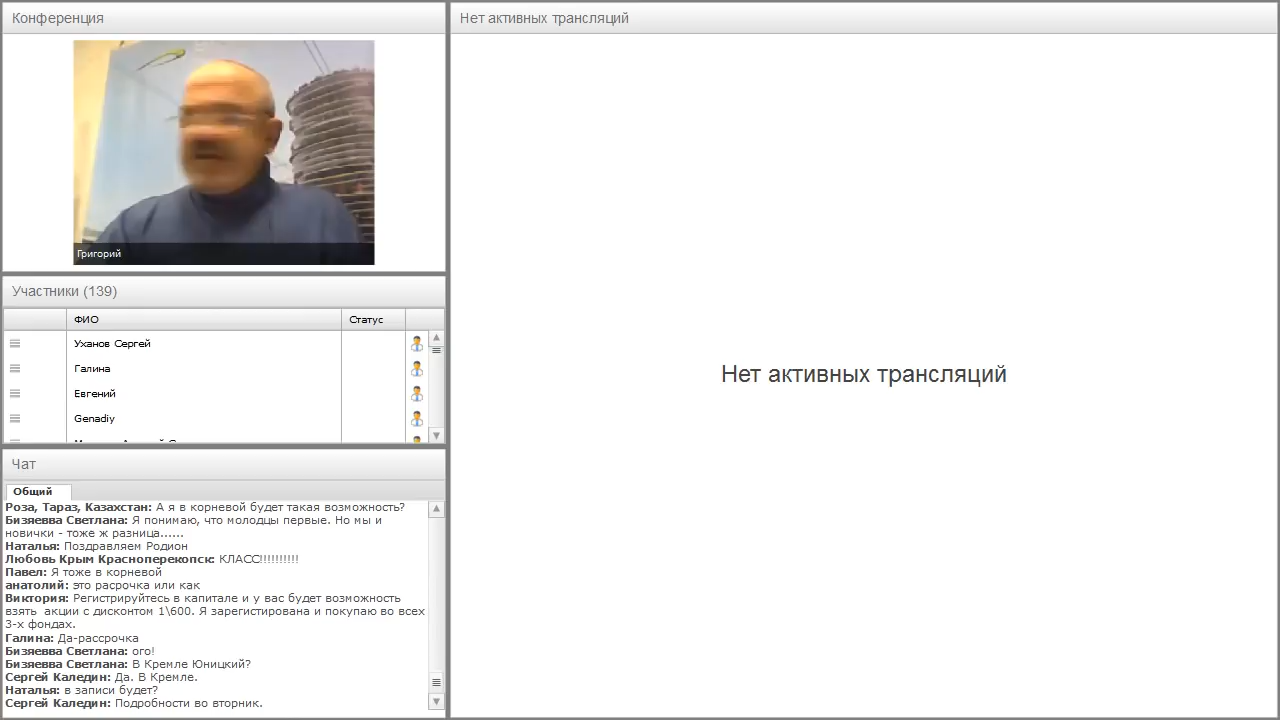 Конференция
Григорий
Участники (139)
ФИО
Статус
Уханов Сергей
Галина
Евгений
Genadiy
Чат
Общий
Роза, Тараз, Казахстан: А я в корневой будет такая возможность?
Бизяевва Светлана: Я понимаю, что молодцы первые. Но мы и
новички - тоже ж разница......
Наталья: Поздравляем Родион
Любовь Крым Красноперекопск: КЛАСС!!!!!!!!!!
Павел: Я тоже в корневой
анатолий: это расрочка или как
Виктория: Регистрируйтесь в капитале и у вас будет возможность
взять акции с дисконтом 1\600. Я зарегистирована и покупаю во всех
3-х фондах.
Галина: Да-рассрочка
Бизяевва Светлана: ого!
Бизяевва Светлана: В Кремле Юницкий?
Сергей Каледин: Да. В Кремле.
Наталья: в записи будет?
Сергей Каледин: Подробности во вторник.
Нет активных трансляций
Нет активных трансляций